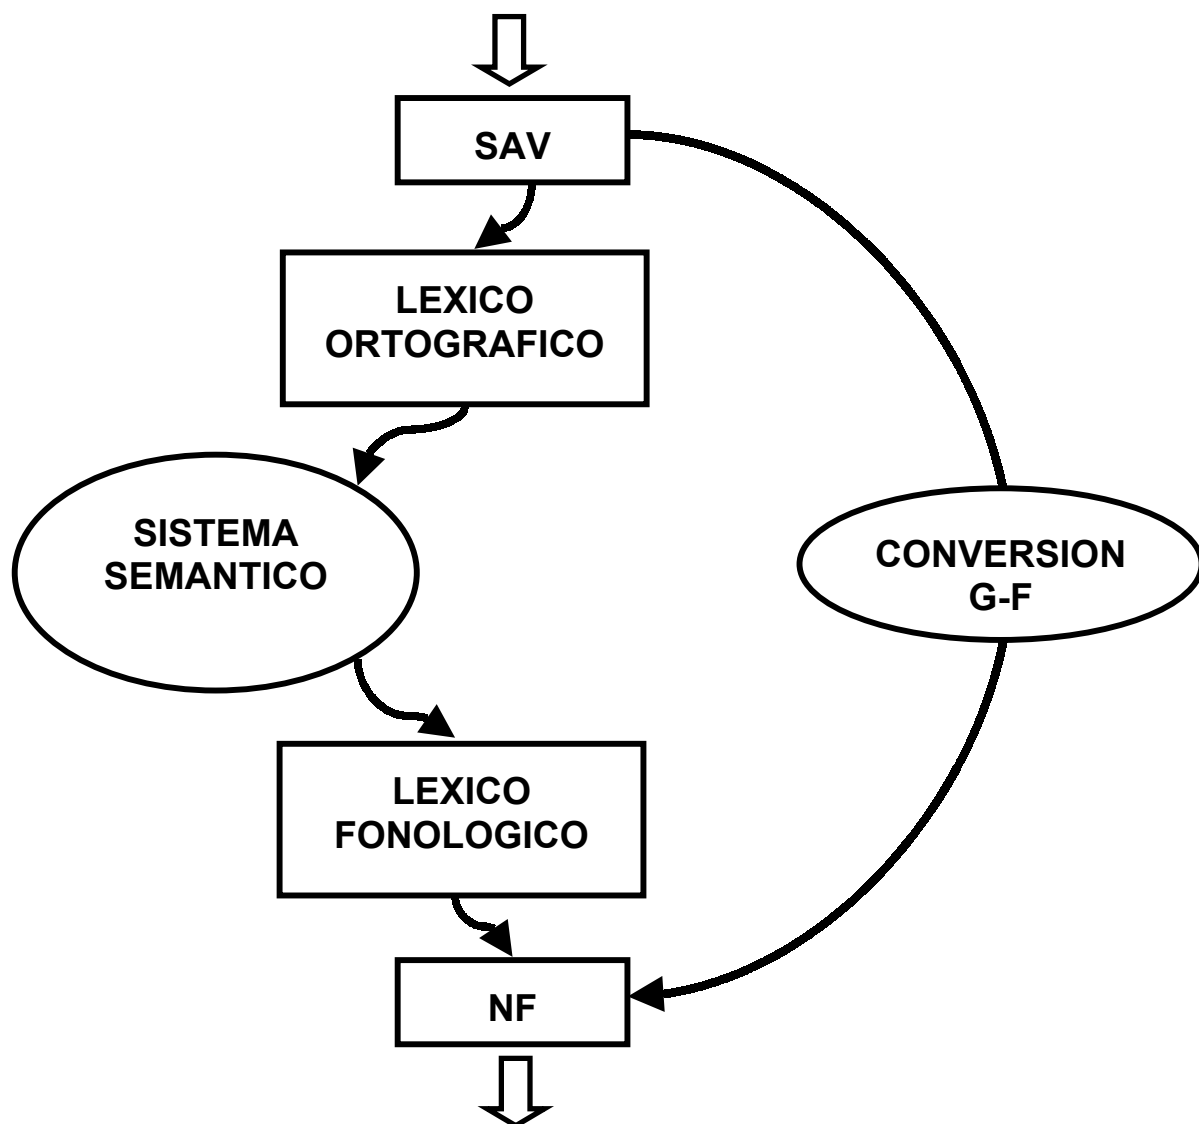 SAV
LEXICO
ORTOGRAFICO
SISTEMA
SEMANTICO
CONVERSION
G-F
LEXICO
FONOLOGICO
NF